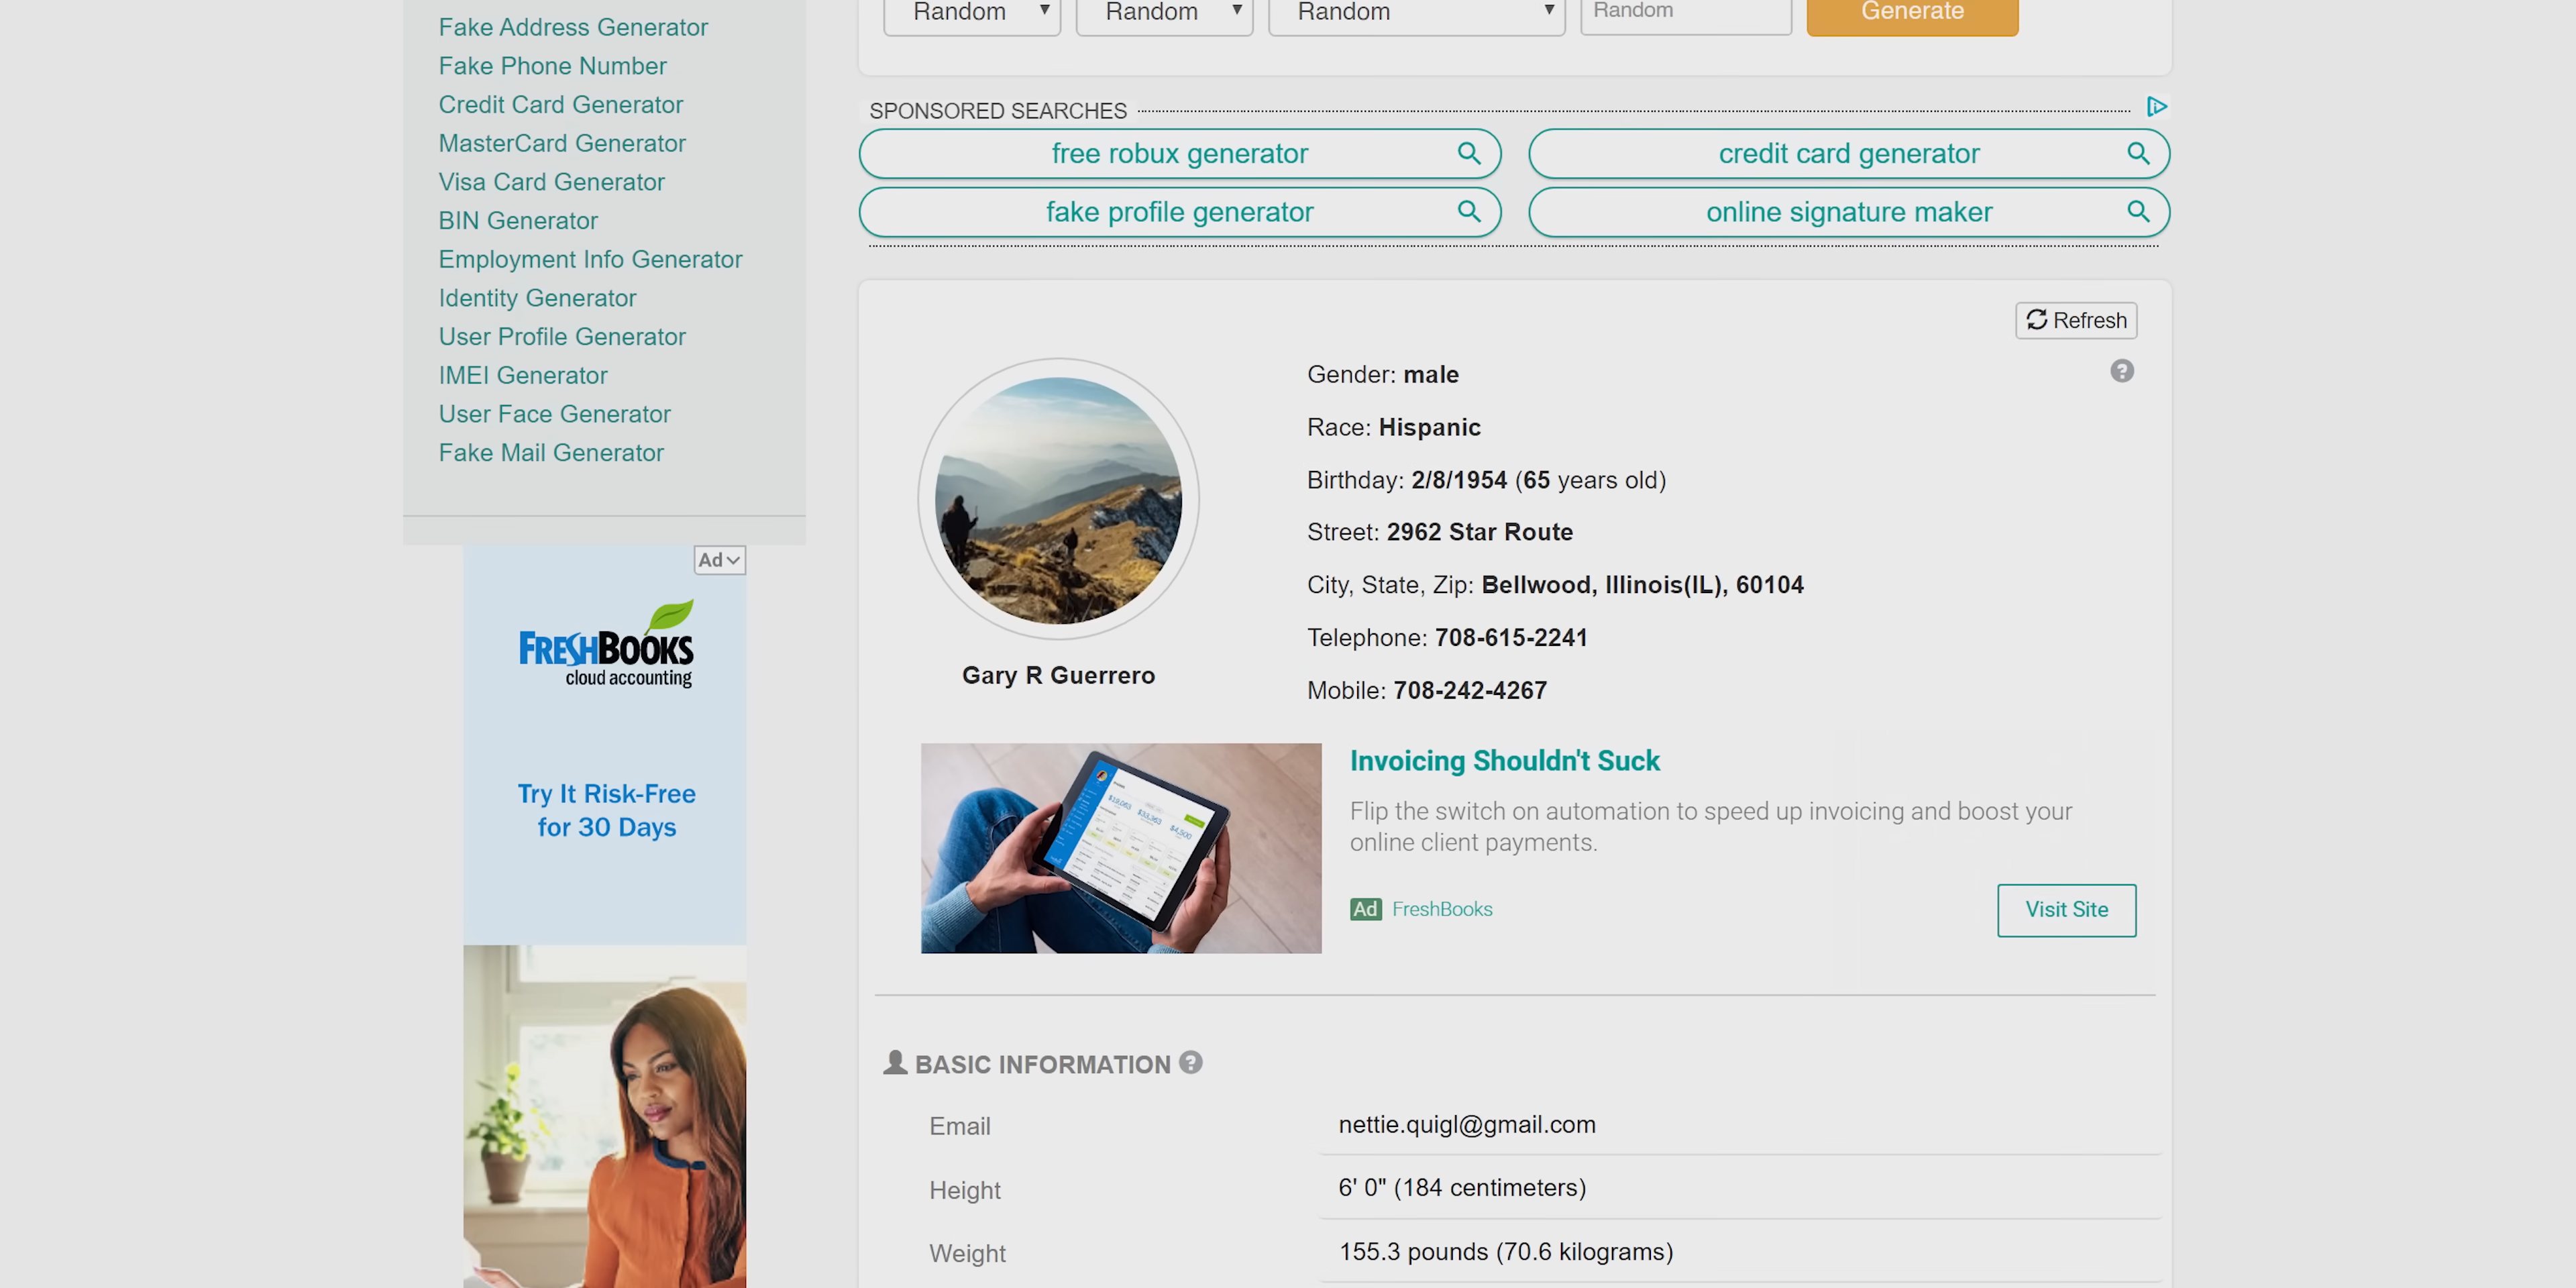 Fake Address Generator
Fake Phone Number
Credit Card Generator
MasterCard Generator
Visa Card Generator
BIN Generator
Employment Info Generator
Identity Generator
User Profile Generator
IMEI Generator
User Face Generator
Fake Mail Generator
Ad
FRESHBOOKS
cloud accounting
Try It Risk-Free
for 30 Days
Random Random Random Random Generate
SPONSORED SEARCHES
free robux generator credit card generator
fake profile generator online signature maker
Refresh
Gender: male
Race: Hispanic
Birthday: 2/8/1954 (65 years old)
Street: 2962 Star Route
City, State, Zip: Bellwood, Illinois(IL), 60104
Telephone: 708-615-2241
Mobile: 708-242-4267
Gary R Guerrero
Invoicing Shouldn't Suck
Flip the switch on automation to speed up invoicing and boost your
online client payments.
Ad FreshBooks
Visit Site
BASIC INFORMATION
Email nettie.quigl@gmail.com
Height 6' 0" (184 centimeters)
Weight 155.3 pounds (70.6 kilograms)